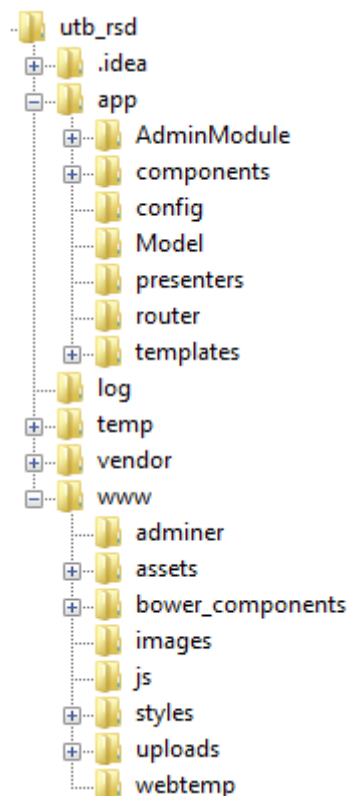 utb_rsd
.idea
app
AdminModule
components
config
Model
presenters
router
templates
log
temp
vendor
www
adminer
assets
bower_components
images
js
styles
uploads
webtemp